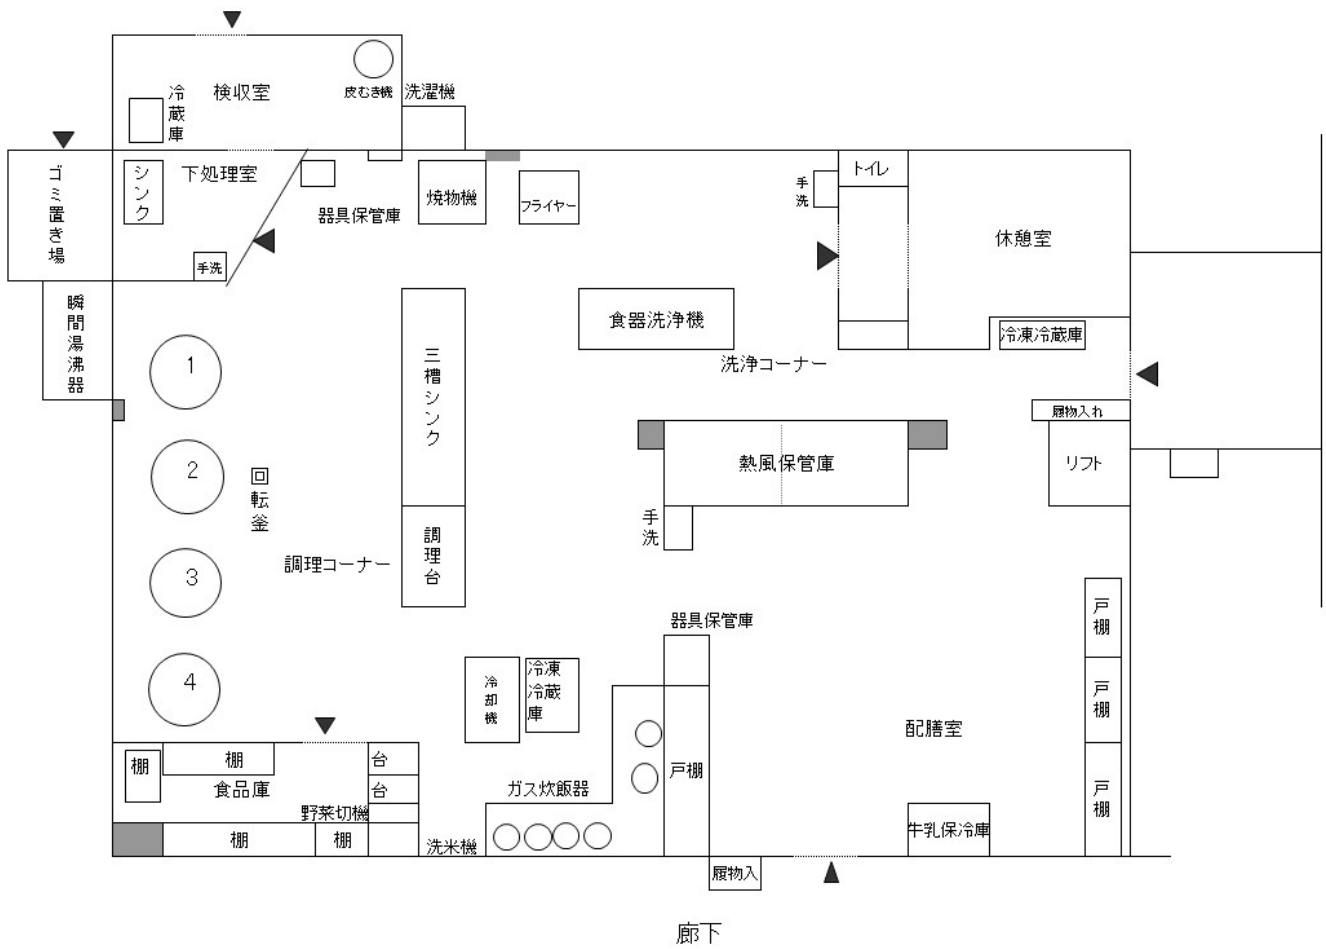 皮むき機
洗濯機
冷蔵庫
検収室
ゴミ置き場
シンク
下処理室
手洗
器具保管庫
焼物機
フライヤー
手洗
トイレ
休憩室
瞬間湯沸器
1
三槽シンク
食器洗浄機
洗浄コーナー
冷凍冷蔵庫
履物入れ
リフト
2
回転釜
熱風保管庫
手洗
調理コーナー
調理台
3
4
器具保管庫
戸棚
戸棚
戸棚
冷却機
冷凍
冷蔵
庫
配膳室
棚
棚
台
台
食品庫
野菜切機
棚
棚
洗米機
ガス炊飯器
戸棚
牛乳保冷庫
履物入
廊下